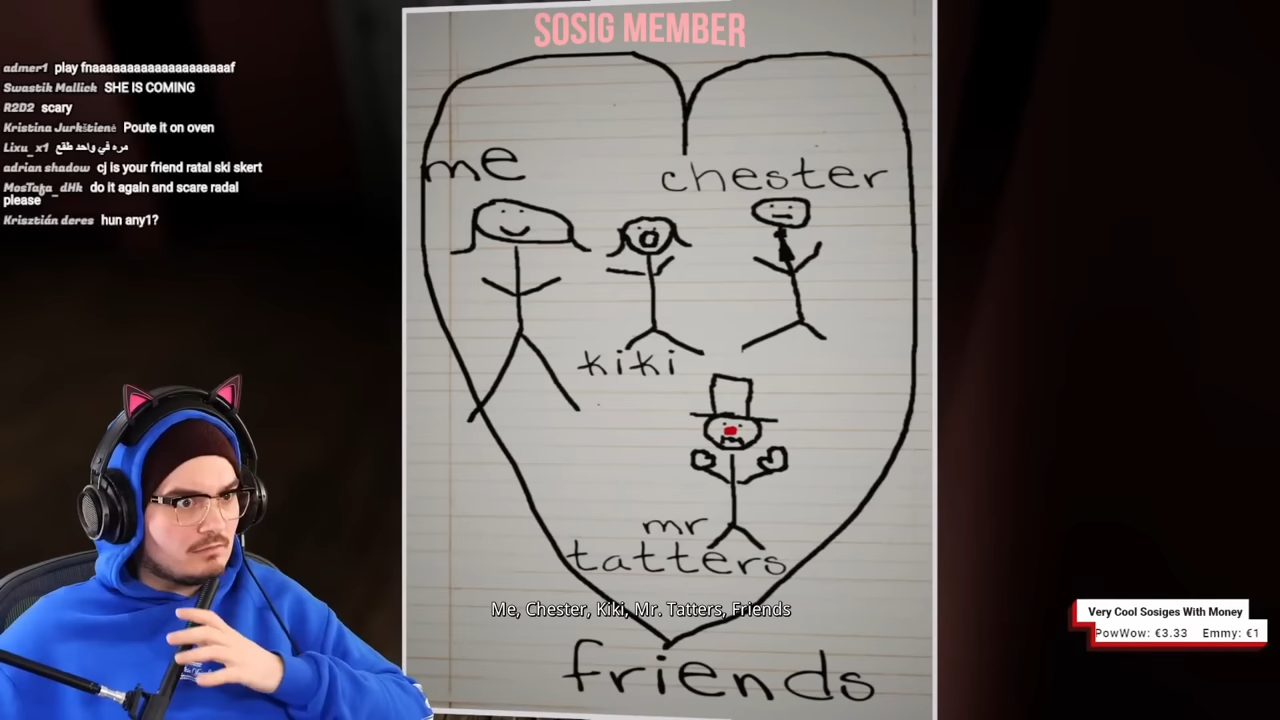 SOSIG MEMBER
admer1 play fnaaaaaaaaaaaaaaaaaaaaf
Swastik Mallick SHE IS COMING
R2D2 scary
Kristina Jurkštienė Poute it on oven
Lixu_x1 مره في واحد طقع
adrian shadow cj is your friend ratal ski skert
MosTafa_dHk do it again and scare radal
please
Krisztián deres hun any1?
me
chester
kiki
mr
tatters
Me, Chester, Kiki, Mr. Tatters, Friends
friends
Very Cool Sosiges With Money
PowWow: €3.33 Emmy: €1